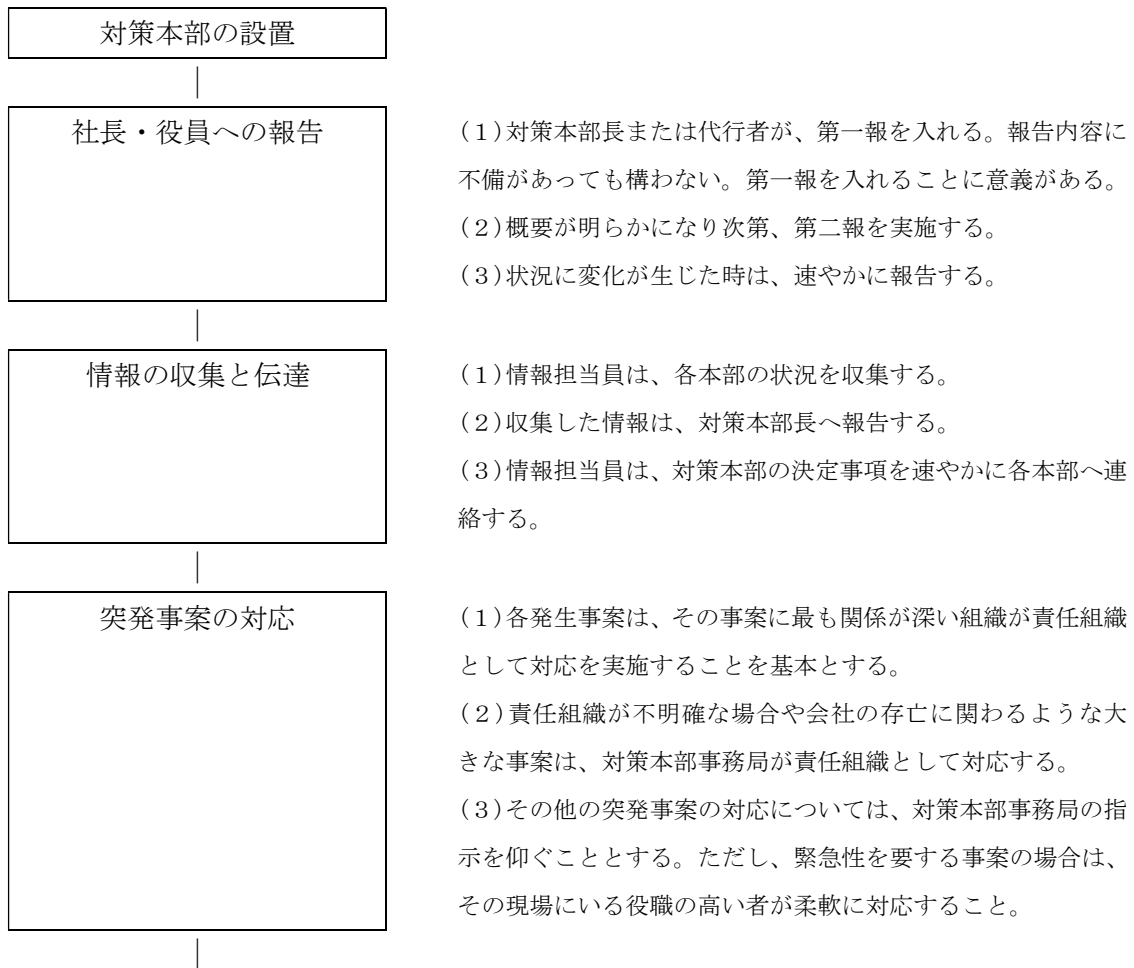 対策本部の設置
社長・役員への報告
(1)対策本部長または代行者が、第一報を入れる。報告内容に
不備があっても構わない。第一報を入れることに意義がある。
(2)概要が明らかになり次第、第二報を実施する。
(3)状況に変化が生じた時は、速やかに報告する。
情報の収集と伝達
(1)情報担当員は、各本部の状況を収集する。
(2)収集した情報は、対策本部長へ報告する。
(3)情報担当員は、対策本部の決定事項を速やかに各本部へ連
絡する。
突発事案の対応
(1)各発生事案は、その事案に最も関係が深い組織が責任組織
として対応を実施することを基本とする。
(2)責任組織が不明確な場合や会社の存亡に関わるような大
きな事案は、対策本部事務局が責任組織として対応する。
(3)その他の突発事案の対応については、対策本部事務局の指
示を仰ぐこととする。ただし、緊急性を要する事案の場合は、
その現場にいる役職の高い者が柔軟に対応すること。